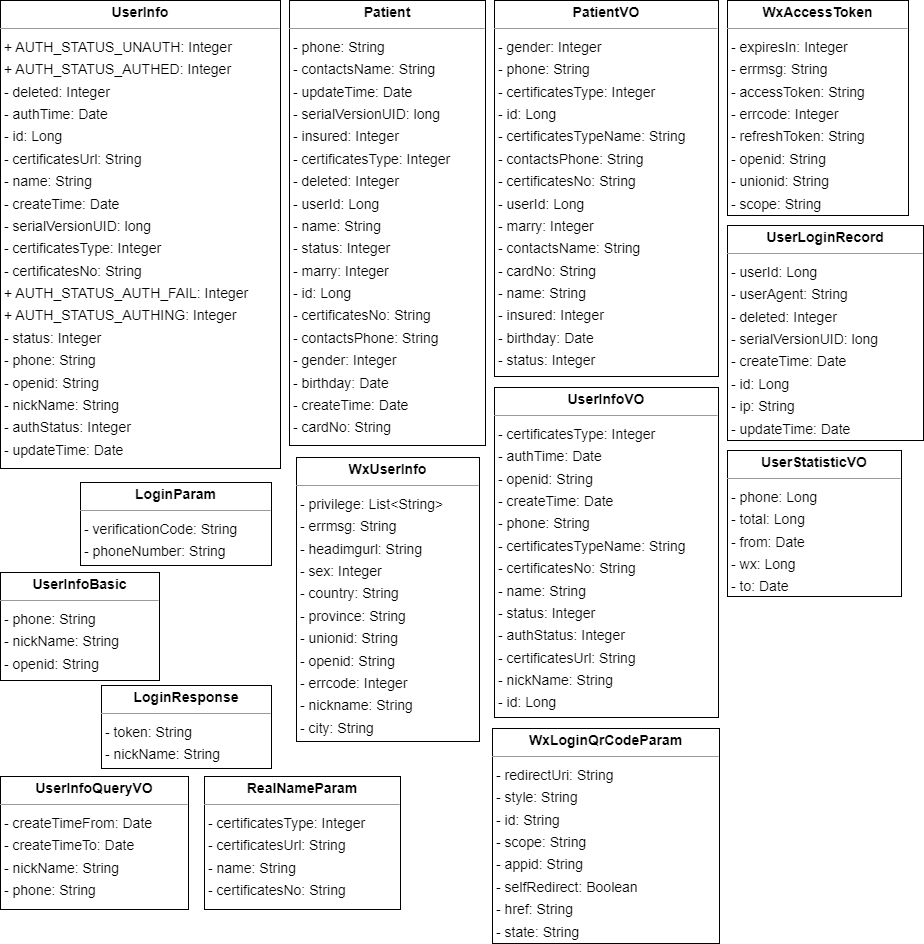 UserInfo
+ AUTH_STATUS_UNAUTH: Integer
+ AUTH_STATUS_AUTHED: Integer
- deleted: Integer
- authTime: Date
- id: Long
- certificatesUrl: String
- name: String
- createTime: Date
- serialVersionUID: long
- certificatesType: Integer
- certificatesNo: String
+ AUTH_STATUS_AUTH_FAIL: Integer
+ AUTH_STATUS_AUTHING: Integer
- status: Integer
- phone: String
- openid: String
- nickName: String
- authStatus: Integer
- updateTime: Date
Patient
- phone: String
- contactsName: String
- updateTime: Date
- serialVersionUID: long
- insured: Integer
- certificatesType: Integer
- deleted: Integer
- userId: Long
- name: String
- status: Integer
- marry: Integer
- id: Long
- certificatesNo: String
- contactsPhone: String
- gender: Integer
- birthday: Date
- createTime: Date
- cardNo: String
PatientVO
- gender: Integer
- phone: String
- certificatesType: Integer
- id: Long
- certificatesTypeName: String
- contactsPhone: String
- certificatesNo: String
- userId: Long
- marry: Integer
- contactsName: String
- cardNo: String
- name: String
- insured: Integer
- birthday: Date
- status: Integer
WxAccessToken
- expiresIn: Integer
- errmsg: String
- accessToken: String
- errcode: Integer
- refreshToken: String
- openid: String
- unionid: String
- scope: String
UserLoginRecord
- userId: Long
- userAgent: String
- deleted: Integer
- serialVersionUID: long
- createTime: Date
- id: Long
- ip: String
- updateTime: Date
UserInfoVO
- certificatesType: Integer
- authTime: Date
- openid: String
- createTime: Date
- phone: String
- certificatesTypeName: String
- certificatesNo: String
- name: String
- status: Integer
- authStatus: Integer
- certificatesUrl: String
- nickName: String
- id: Long
UserStatisticVO
- phone: Long
- total: Long
- from: Date
- wx: Long
- to: Date
WxUserInfo
- privilege: List<String>
- errmsg: String
- headimgurl: String
- sex: Integer
- country: String
- province: String
- unionid: String
- openid: String
- errcode: Integer
- nickname: String
- city: String
LoginParam
- verificationCode: String
- phoneNumber: String
UserInfoBasic
- phone: String
- nickName: String
- openid: String
LoginResponse
- token: String
- nickName: String
WxLoginQrCodeParam
- redirectUri: String
- style: String
- id: String
- scope: String
- appid: String
- selfRedirect: Boolean
- href: String
- state: String
UserInfoQueryVO
- createTimeFrom: Date
- createTimeTo: Date
- nickName: String
- phone: String
RealNameParam
- certificatesType: Integer
- certificatesUrl: String
- name: String
- certificatesNo: String